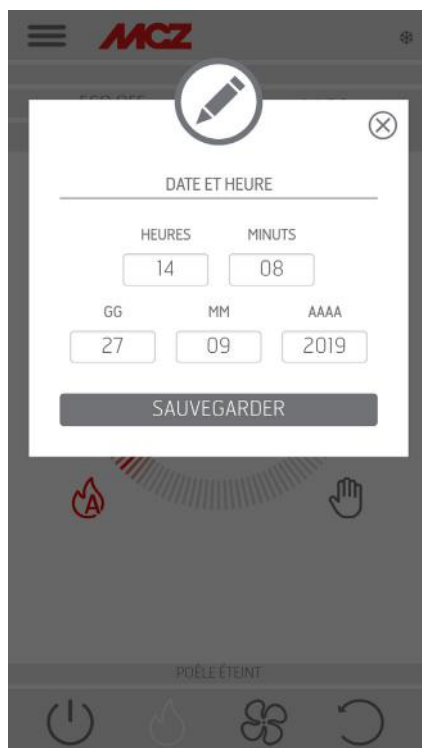 MCZ
DATE ET HEURE
HEURES MINUTS
14 08
GG MM AAAA
27 09 2019
SAUVEGARDER
A
POÊLE ÉTEINT